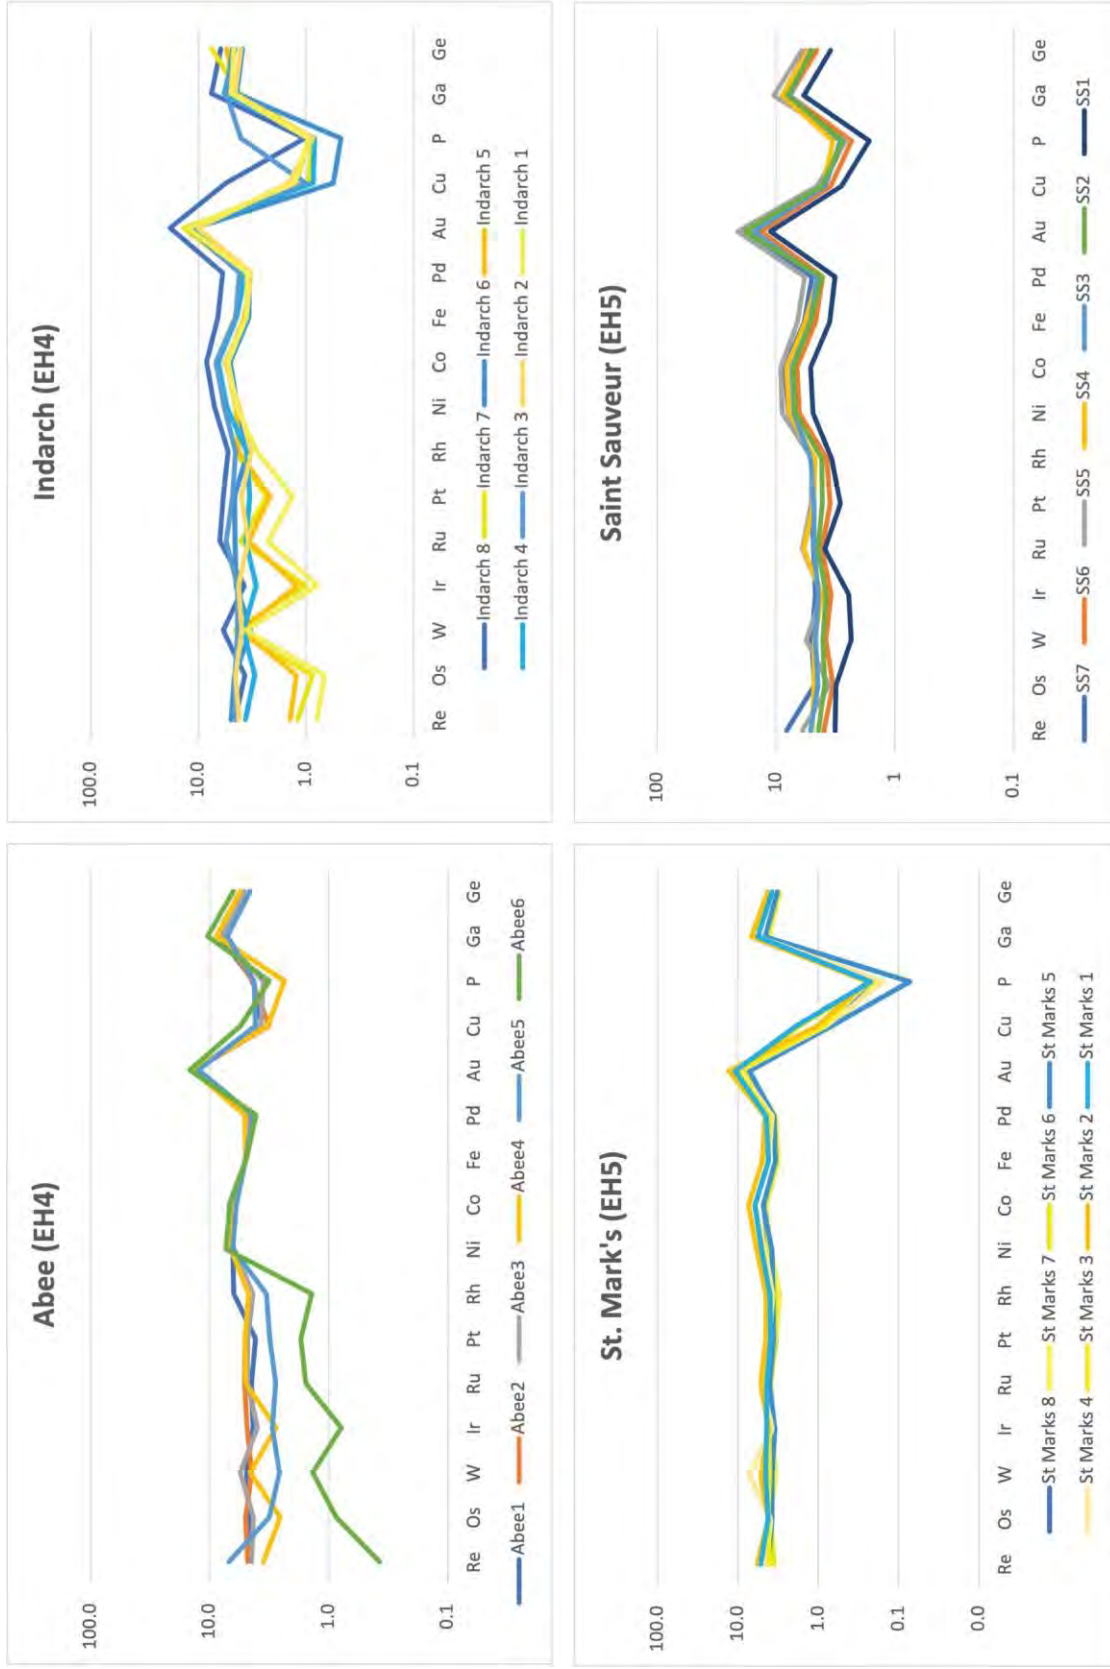 Abee (EH4)
100.0
10.0
1.0
0.1
Re Os W Ir Ru Pt Rh Ni Co Fe Pd Au Cu P Ga Ge
Abee1 Abee2 Abee3 Abee4 Abee5 Abee6
Indarch (EH4)
100.0
10.0
1.0
0.1
Re Os W Ir Ru Pt Rh Ni Co Fe Pd Au Cu P Ga Ge
Indarch 8 Indarch 7 Indarch 6 Indarch 5
Indarch 4 Indarch 3 Indarch 2 Indarch 1
St. Mark's (EH5)
100.0
10.0
1.0
0.1
0.0
Re Os W Ir Ru Pt Rh Ni Co Fe Pd Au Cu P Ga Ge
St Marks 8 St Marks 7 St Marks 6 St Marks 5
St Marks 4 St Marks 3 St Marks 2 St Marks 1
Saint Sauveur (EH5)
100
10
1
0.1
Re Os W Ir Ru Pt Rh Ni Co Fe Pd Au Cu P Ga Ge
SS7 SS6 SS5 SS4 SS3 SS2 SS1